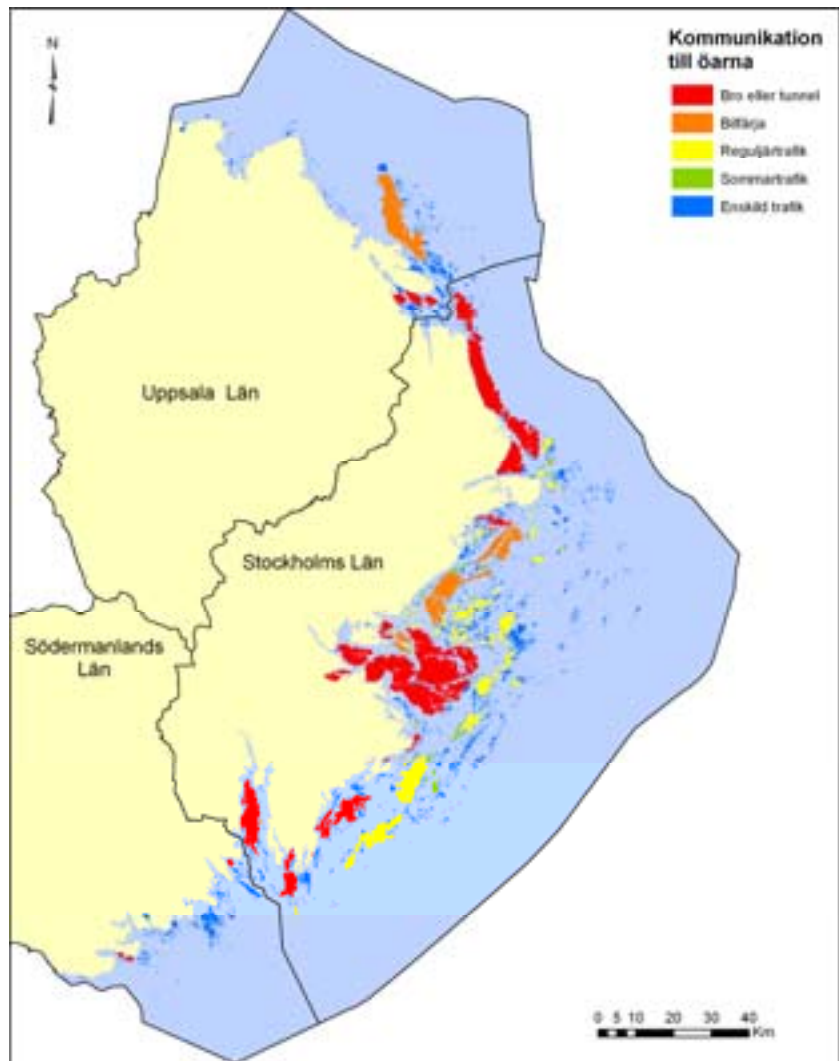 N
Kommunikation
till öarna
Bro eller tunnel
Bilfärja
Reguljärtrafik
Sommartrafik
Enskild trafik
Uppsala Län
Stockholms Län
Södermanlands
Län
0 5 10 20 30 40
Km